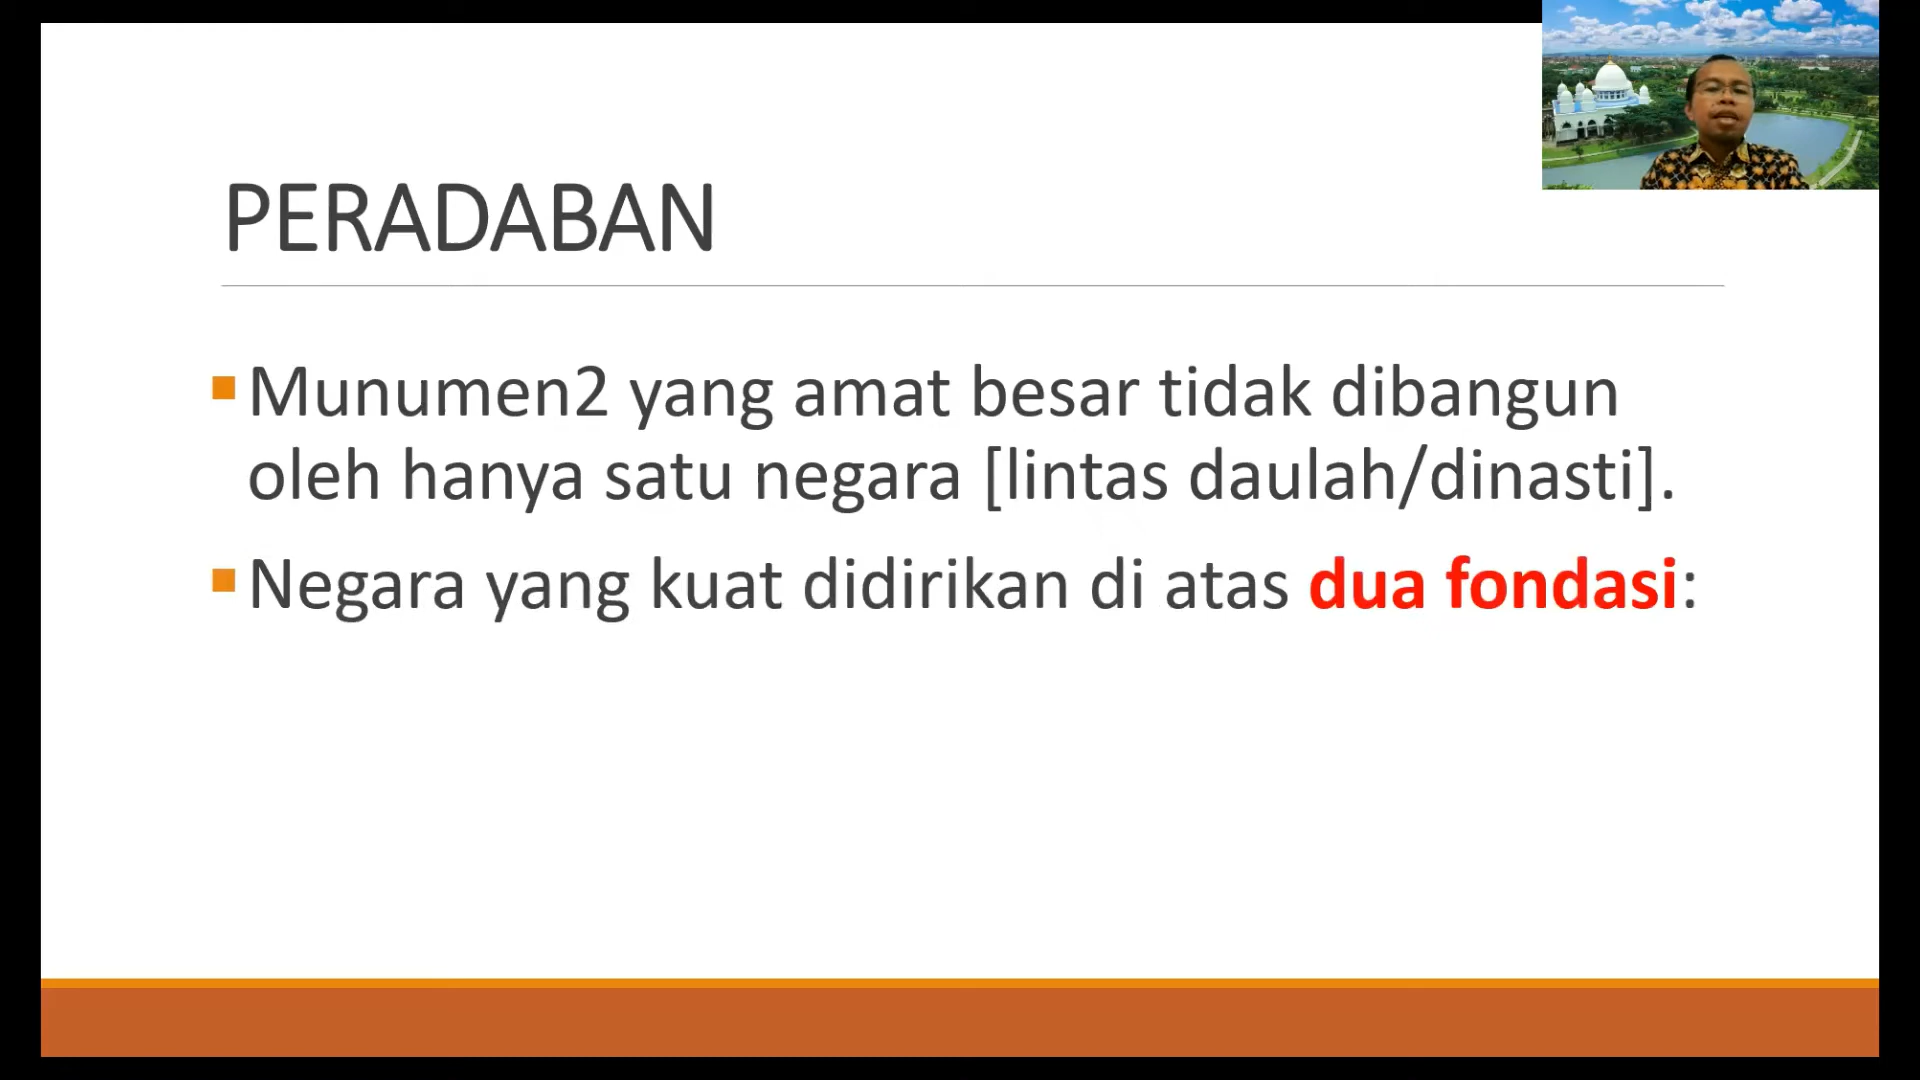 PERADABAN
Munumen2 yang amat besar tidak dibangun
oleh hanya satu negara [lintas daulah/dinasti].
Negara yang kuat didirikan di atas dua fondasi: